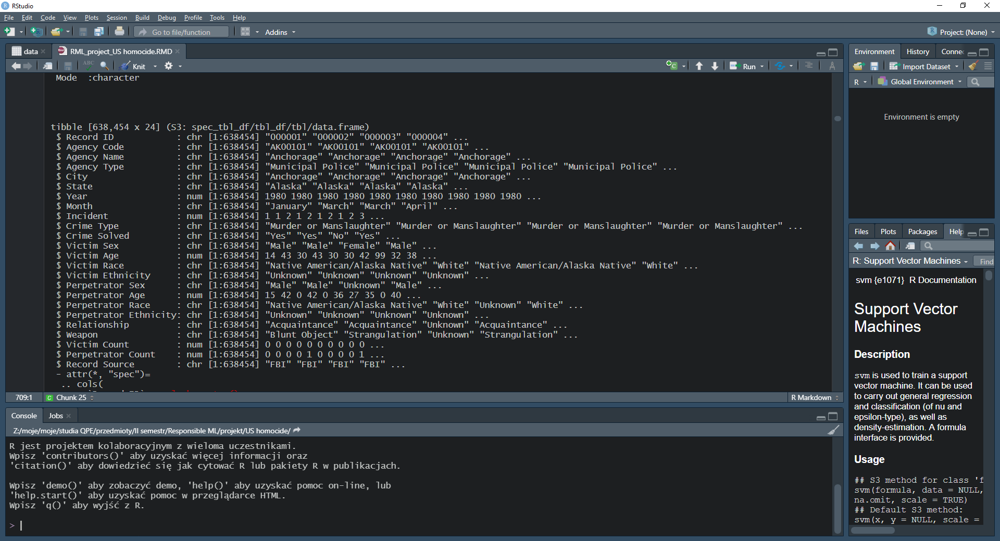 RStudio
File Edit Code View Plots Session Build Debug Profile Tools Help
Go to file/function Addins Project: (None)
data RML_project_US homocide.RMD
ABC Knit Run
Mode :character
tibble [638,454 x 24] (S3: spec_tbl_df/tbl_df/tbl/data.frame)
$ Record ID : chr [1:638454] "000001" "000002" "000003" "000004" ...
$ Agency Code : chr [1:638454] "AK00101" "AK00101" "AK00101" "AK00101" ...
$ Agency Name : chr [1:638454] "Anchorage" "Anchorage" "Anchorage" "Anchorage" ...
$ Agency Type : chr [1:638454] "Municipal Police" "Municipal Police" "Municipal Police" "Municipal Police" ...
$ City : chr [1:638454] "Anchorage" "Anchorage" "Anchorage" "Anchorage" ...
$ State : chr [1:638454] "Alaska" "Alaska" "Alaska" "Alaska" ...
$ Year : num [1:638454] 1980 1980 1980 1980 1980 1980 1980 1980 1980 1980 ...
$ Month : chr [1:638454] "January" "March" "March" "April" ...
$ Incident : num [1:638454] 1 1 2 1 2 1 2 1 2 3 ...
$ Crime Type : chr [1:638454] "Murder or Manslaughter" "Murder or Manslaughter" "Murder or Manslaughter" "Murder or Manslaughter" ...
$ Crime Solved : chr [1:638454] "Yes" "Yes" "No" "Yes" ...
$ Victim Sex : chr [1:638454] "Male" "Male" "Female" "Male" ...
$ Victim Age : num [1:638454] 14 43 30 43 30 30 42 99 32 38 ...
$ Victim Race : chr [1:638454] "Native American/Alaska Native" "White" "Native American/Alaska Native" "White" ...
$ Victim Ethnicity : chr [1:638454] "Unknown" "Unknown" "Unknown" "Unknown" ...
$ Perpetrator Sex : chr [1:638454] "Male" "Male" "Unknown" "Male" ...
$ Perpetrator Age : num [1:638454] 15 42 0 42 0 36 27 35 0 40 ...
$ Perpetrator Race : chr [1:638454] "Native American/Alaska Native" "White" "Unknown" "White" ...
$ Perpetrator Ethnicity: chr [1:638454] "Unknown" "Unknown" "Unknown" "Unknown" ...
$ Relationship : chr [1:638454] "Acquaintance" "Acquaintance" "Unknown" "Acquaintance" ...
$ Weapon : chr [1:638454] "Blunt Object" "Strangulation" "Unknown" "Strangulation" ...
$ Victim Count : num [1:638454] 0 0 0 0 0 0 0 0 0 0 ...
$ Perpetrator Count : num [1:638454] 0 0 0 0 1 0 0 0 0 1 ...
$ Record Source : chr [1:638454] "FBI" "FBI" "FBI" "FBI" ...
- attr(*, "spec")=
.. cols(
709:1 Chunk 25 R Markdown
Console Jobs
Z:/moje/moje/studia QPE/przedmioty/II semestr/Responsible ML/projekt/US homocide/
R jest projektem kolaboracyjnym z wieloma uczestnikami.
Wpisz 'contributors()' aby uzyskać więcej informacji oraz
'citation()' aby dowiedzieć się jak cytować R lub pakiety R w publikacjach.
Wpisz 'demo()' aby zobaczyć demo, 'help()' aby uzyskać pomoc on-line, lub
'help.start()' aby uzyskać pomoc w przeglądarce HTML.
Wpisz 'q()' aby wyjść z R.
>
Environment History Connec
Import Dataset
R Global Environment
Environment is empty
Files Plots Packages Help
R: Support Vector Machines Find
svm {e1071} R Documentation
Support Vector
Machines
Description
svm is used to train a support
vector machine. It can be used
to carry out general regression
and classification (of nu and
epsilon-type), as well as
density-estimation. A formula
interface is provided.
Usage
## S3 method for class 'f
svm(formula, data = NULL,
na.omit, scale = TRUE)
## Default S3 method:
svm(x, y = NULL, scale =